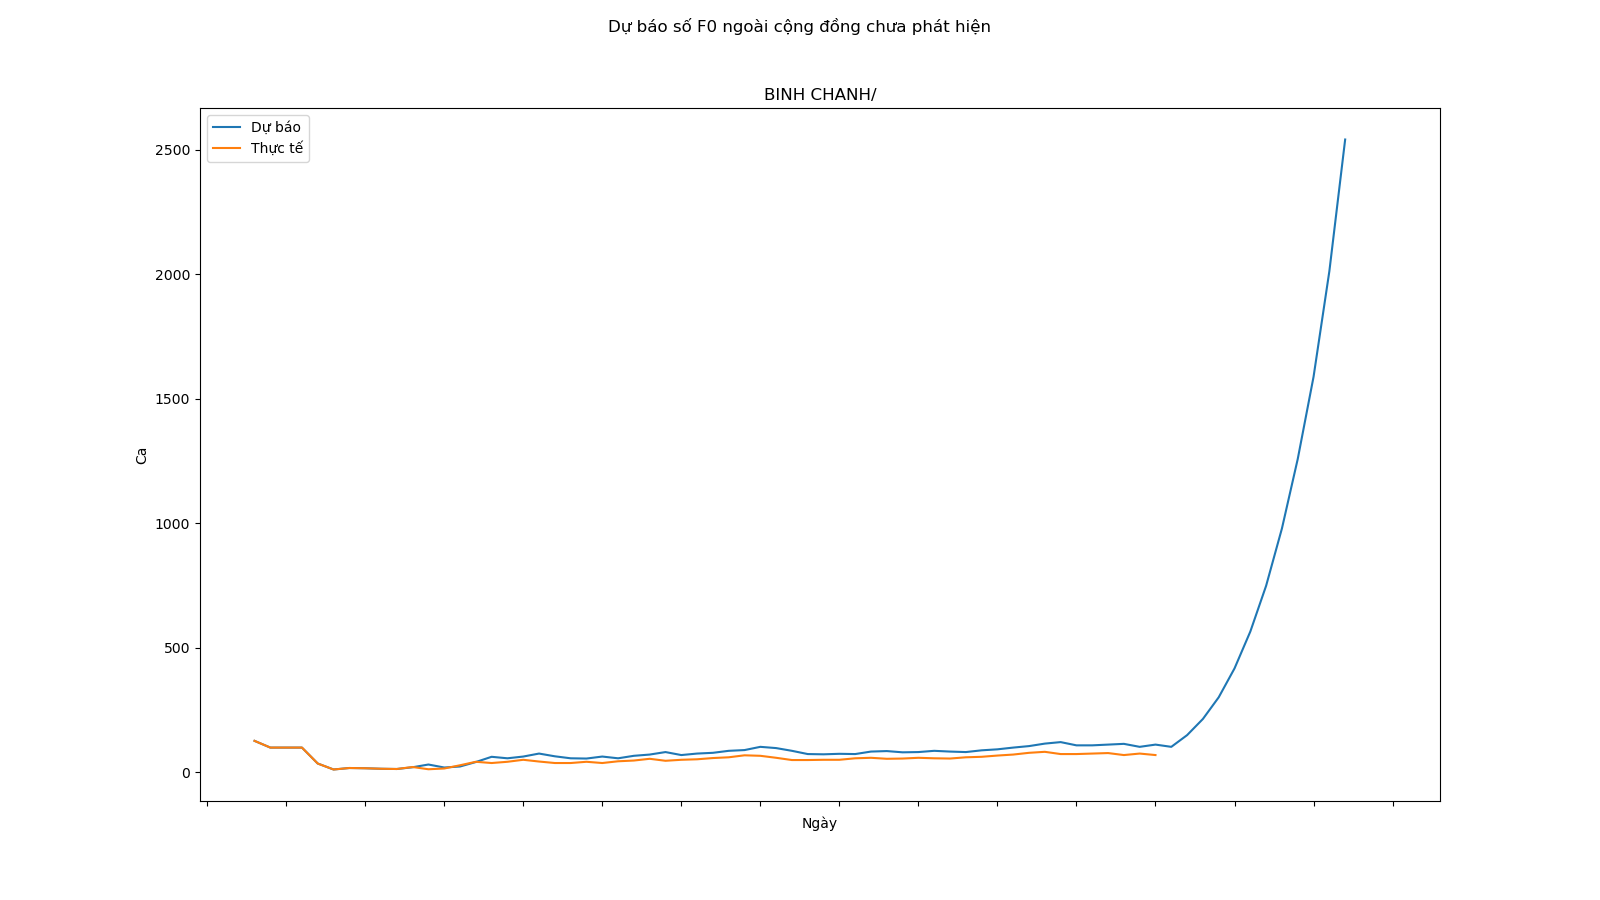 Dự báo số F0 ngoài cộng đồng chưa phát hiện
BINH CHANH/
Dự báo
Thực tế
2500
2000
1500
1000
500
0
Ca
Ngày